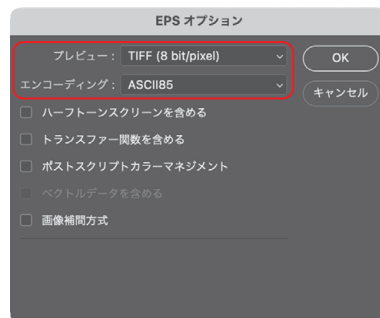 EPS オプション
プレビュー： TIFF (8 bit/pixel)
OK
エンコーディング： ASCII85
キャンセル
ハーフトーンスクリーンを含める
トランスファー関数を含める
ポストスクリプトカラーマネジメント
ベクトルデータを含める
画像補間方式